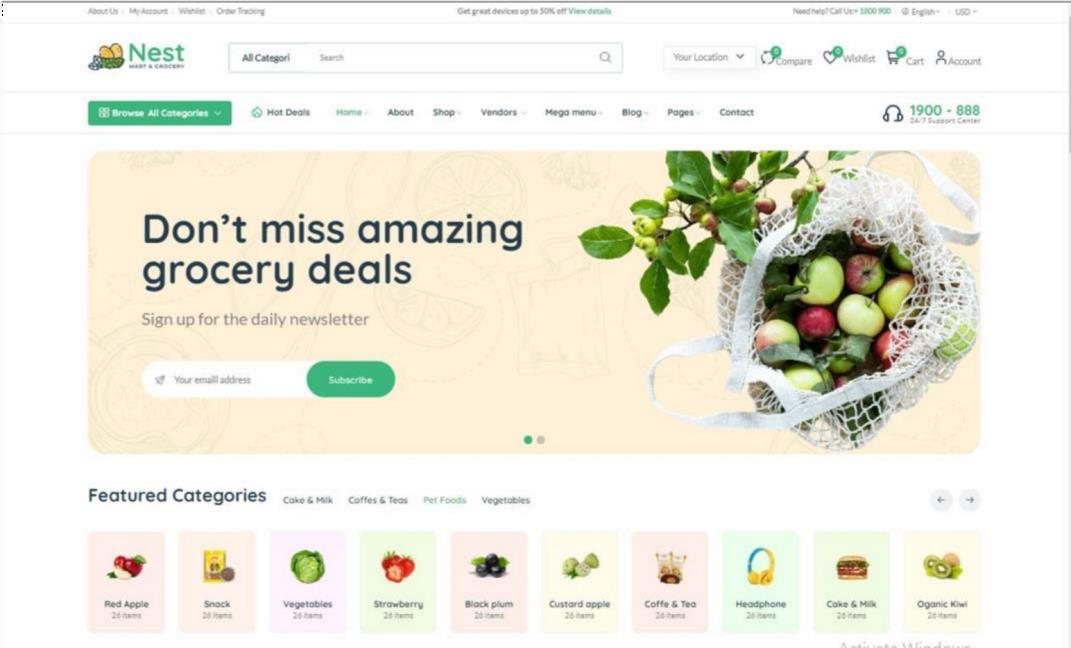 About Us
My Account
Wishlist
Order Tracking
Get great devices up to 50% off View details
Need help? Call Us: + 1800 900
English
USD
Nest
MART & GROCERY
All Categori
Search
Your Location
0
Compare
0
Wishlist
0
Cart
Account
Browse All Categories
Hot Deals
Home
About
Shop
Vendors
Mega menu
Blog
Pages
Contact
1900 - 888
24/7 Support Center
Don't miss amazing
grocery deals
Sign up for the daily newsletter
Your emaill address
Subscribe
Featured Categories
Cake & Milk
Coffes & Teas
Pet Foods
Vegetables
Red Apple
26 items
Snack
26 items
Vegetables
26 items
Strawberry
26 items
Black plum
26 items
Custard apple
26 items
Coffe & Tea
26 items
Headphone
26 items
Cake & Milk
26 items
Oganic Kiwi
26 items
Activate Windows